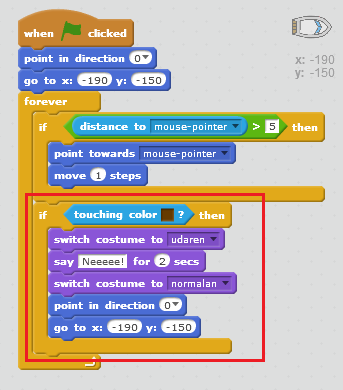 when clicked
point in direction 0
go to x: -190 y: -150
x: -190
y: -150
forever
if distance to mouse-pointer > 5 then
point towards mouse-pointer
move 1 steps
if touching color ? then
switch costume to udaren
say Neeeee! for 2 secs
switch costume to normalan
point in direction 0
go to x: -190 y: -150